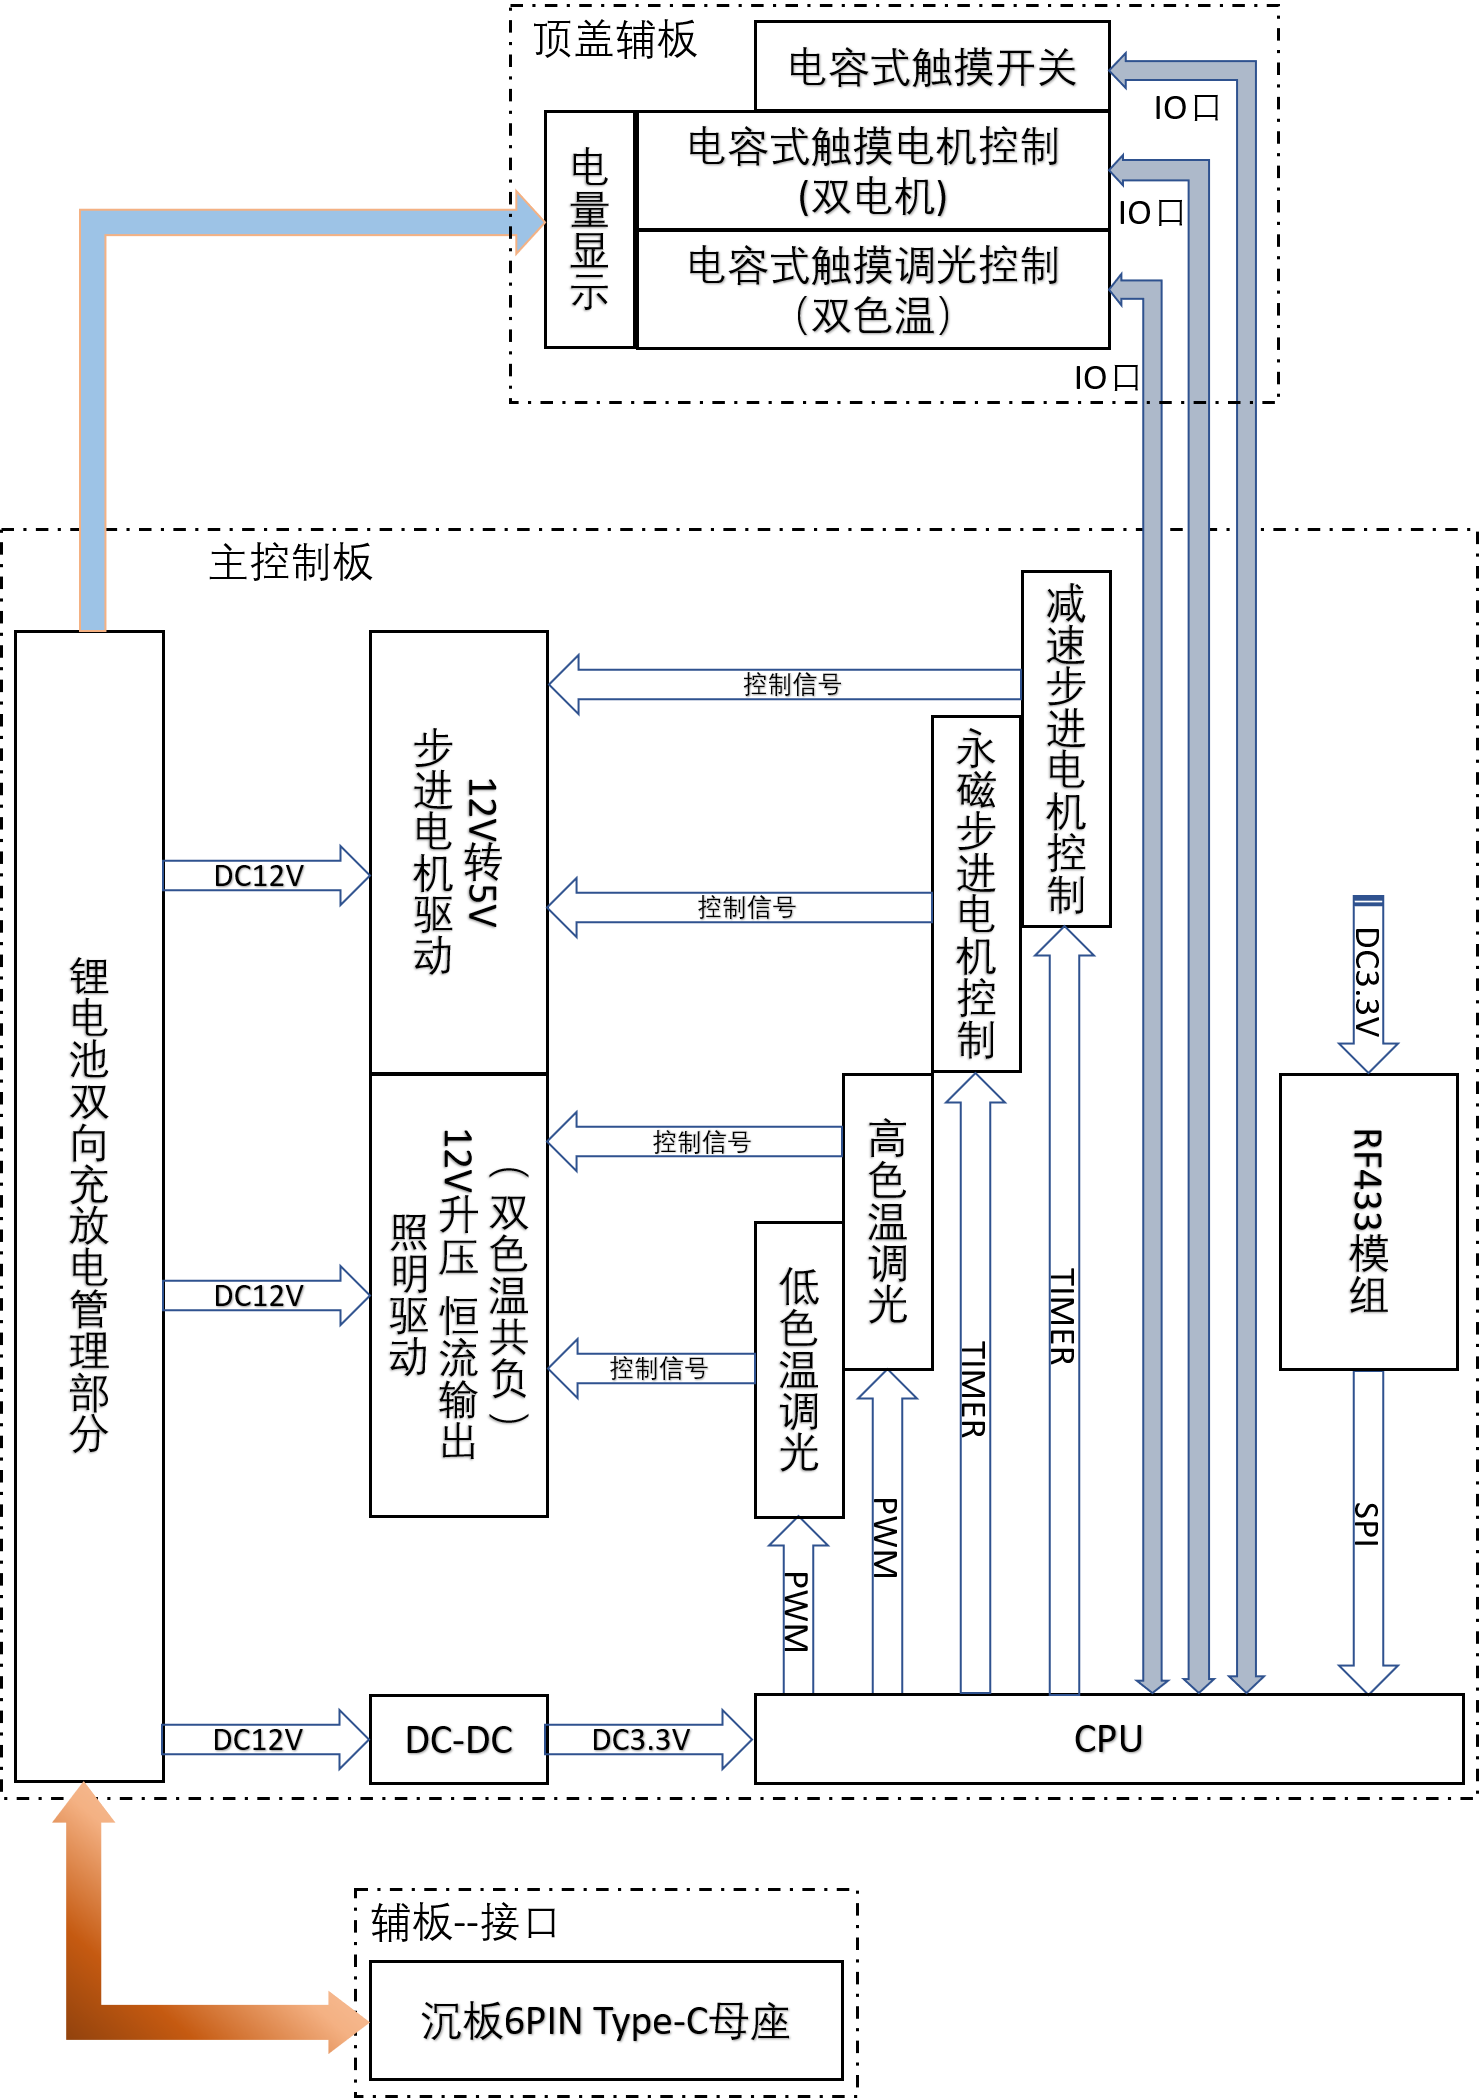 顶盖辅板
电容式触摸开关
IO口
电量显示
电容式触摸电机控制
(双电机)
IO口
电容式触摸调光控制
（双色温）
IO口
主控制板
锂电池双向充放电管理部分
DC12V
12V转5V
步进电机驱动
控制信号
减速步进电机控制
控制信号
永磁步进电机控制
DC3.3V
DC12V
（双色温共负）
12V升压 恒流输出
照明驱动
控制信号
高色温调光
控制信号
低色温调光
TIMER
TIMER
RF433模组
PWM
PWM
SPI
DC12V
DC-DC
DC3.3V
CPU
辅板--接口
沉板6PIN Type-C母座